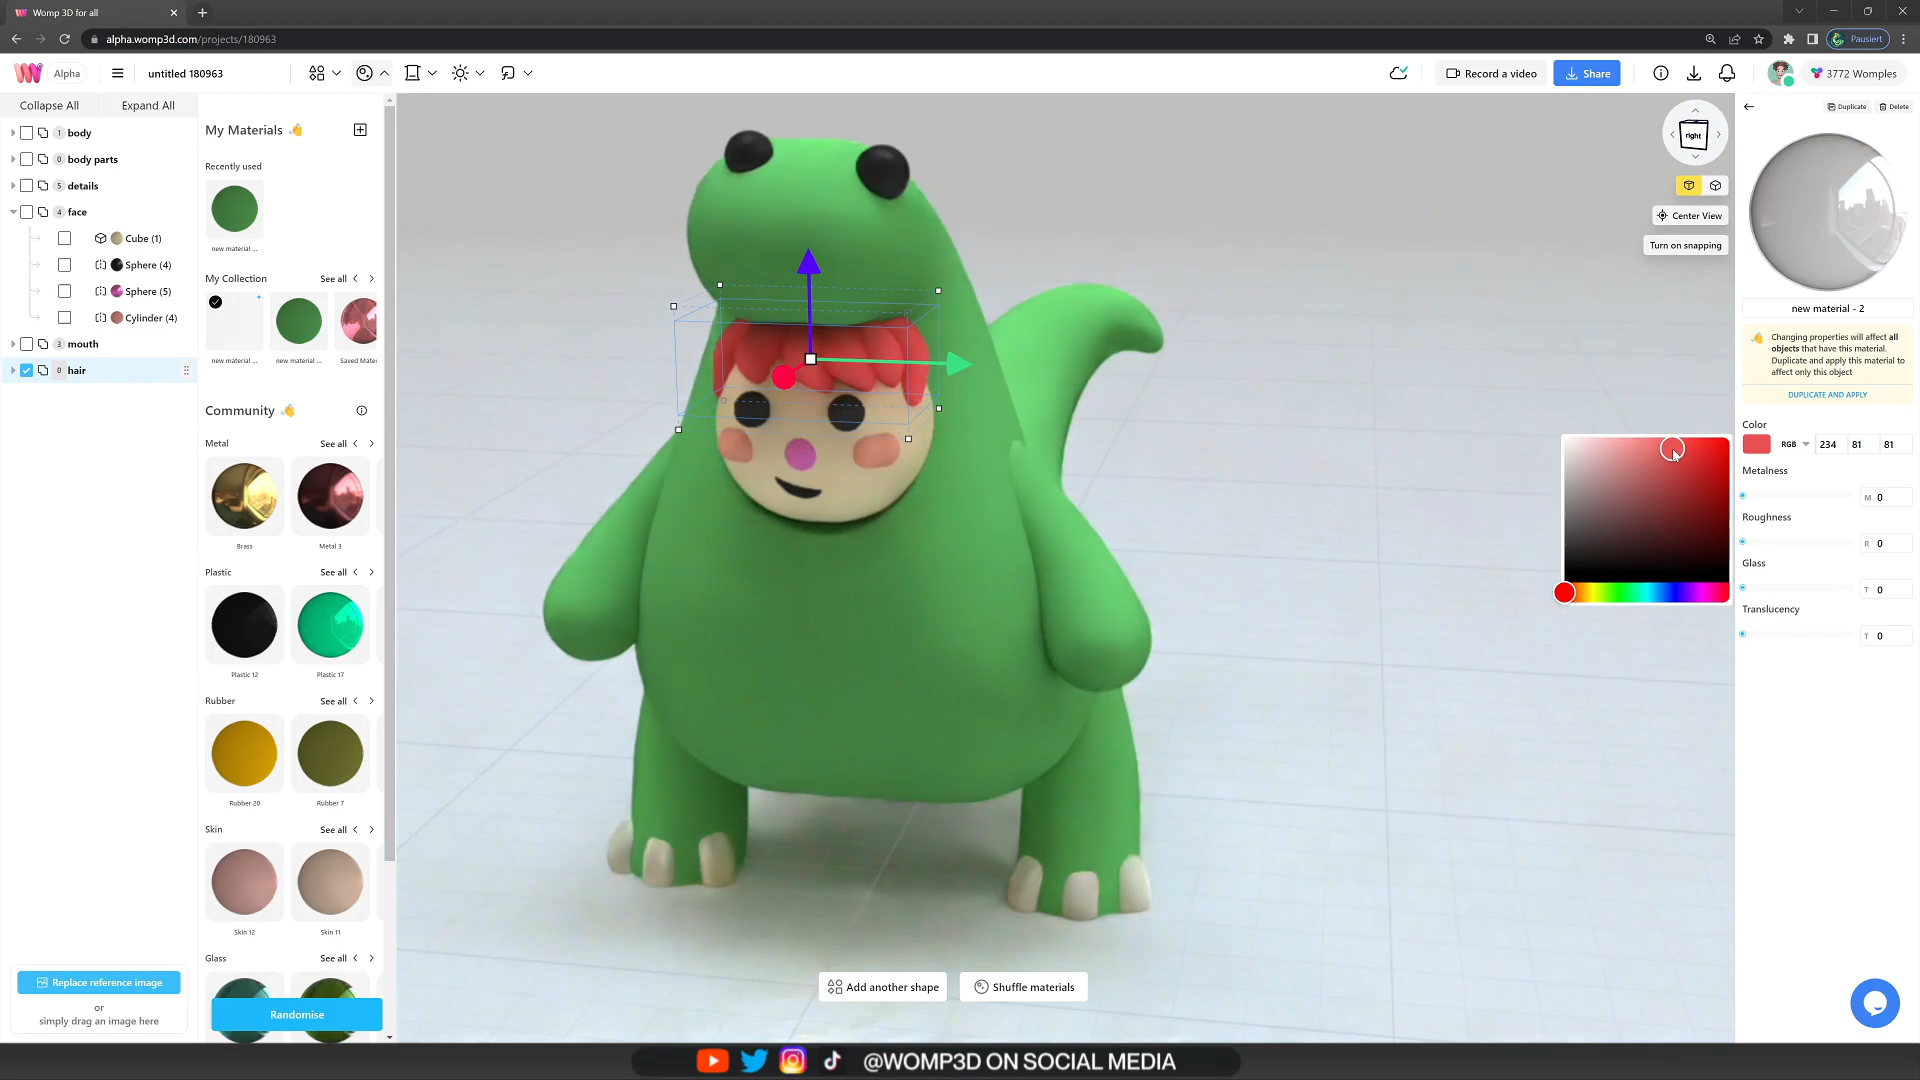 Womp 3D for all
alpha.womp3d.com/projects/180963
Pausiert
Alpha
untitled 180963
Record a video
Share
3772 Womples
Collapse All
Expand All
1 body
0 body parts
5 details
4 face
Cube (1)
Sphere (4)
Sphere (5)
Cylinder (4)
3 mouth
0 hair
Replace reference image
or
simply drag an image here
My Materials
Recently used
new material ...
My Collection
See all
new material ...
new material ...
Saved Mate
Community
Metal
See all
Brass
Metal 3
Plastic
See all
Plastic 12
Plastic 17
Rubber
See all
Rubber 20
Rubber 7
Skin
See all
Skin 12
Skin 11
Glass
See all
Randomise
right
Center View
Turn on snapping
Add another shape
Shuffle materials
Duplicate
Delete
new material - 2
Changing properties will affect all
objects that have this material.
Duplicate and apply this material to
affect only this object
DUPLICATE AND APPLY
Color
RGB
234
81
81
Metalness
M 0
Roughness
R 0
Glass
T 0
Translucency
T 0
@WOMP3D ON SOCIAL MEDIA